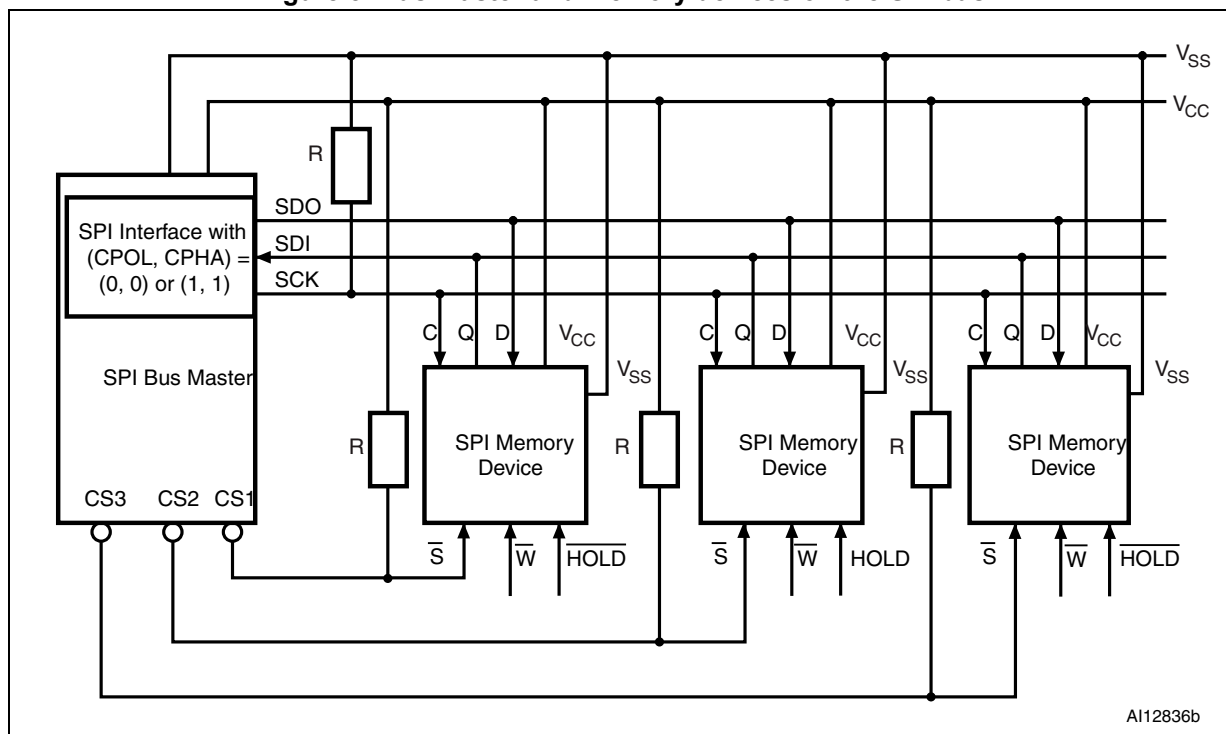 VSS
VCC
R
SDO
SPI Interface with
(CPOL, CPHA) =
(0, 0) or (1, 1)
SDI
SCK
C Q D VCC
VSS
C Q D VCC
VSS
C Q D VCC
VSS
SPI Bus Master
R
SPI Memory
Device
R
SPI Memory
Device
R
SPI Memory
Device
CS3 CS2 CS1
S̅ W̅ H̅O̅L̅D̅
S̅ W̅ HOLD
S̅ W̅ H̅O̅L̅D̅
AI12836b